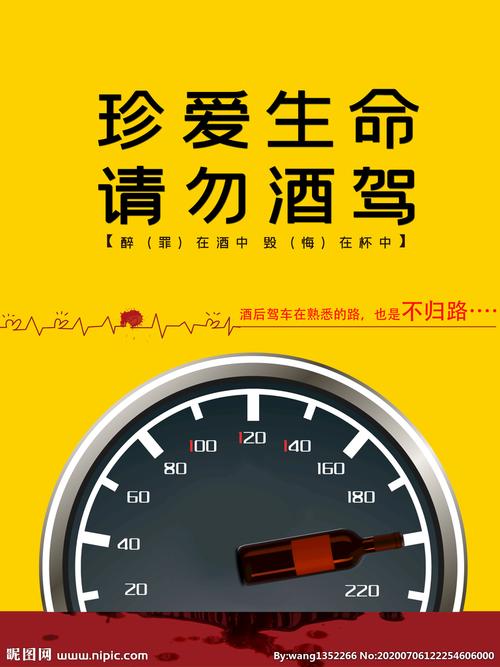 珍爱生命
请勿酒驾
【醉（罪）在酒中 毁（悔）在杯中】
酒后驾车在熟悉的路，也是不归路····
120
100
140
80
160
60
180
40
20
220
昵图网 www.nipic.com
By:wang1352266 No:20200706122254606000